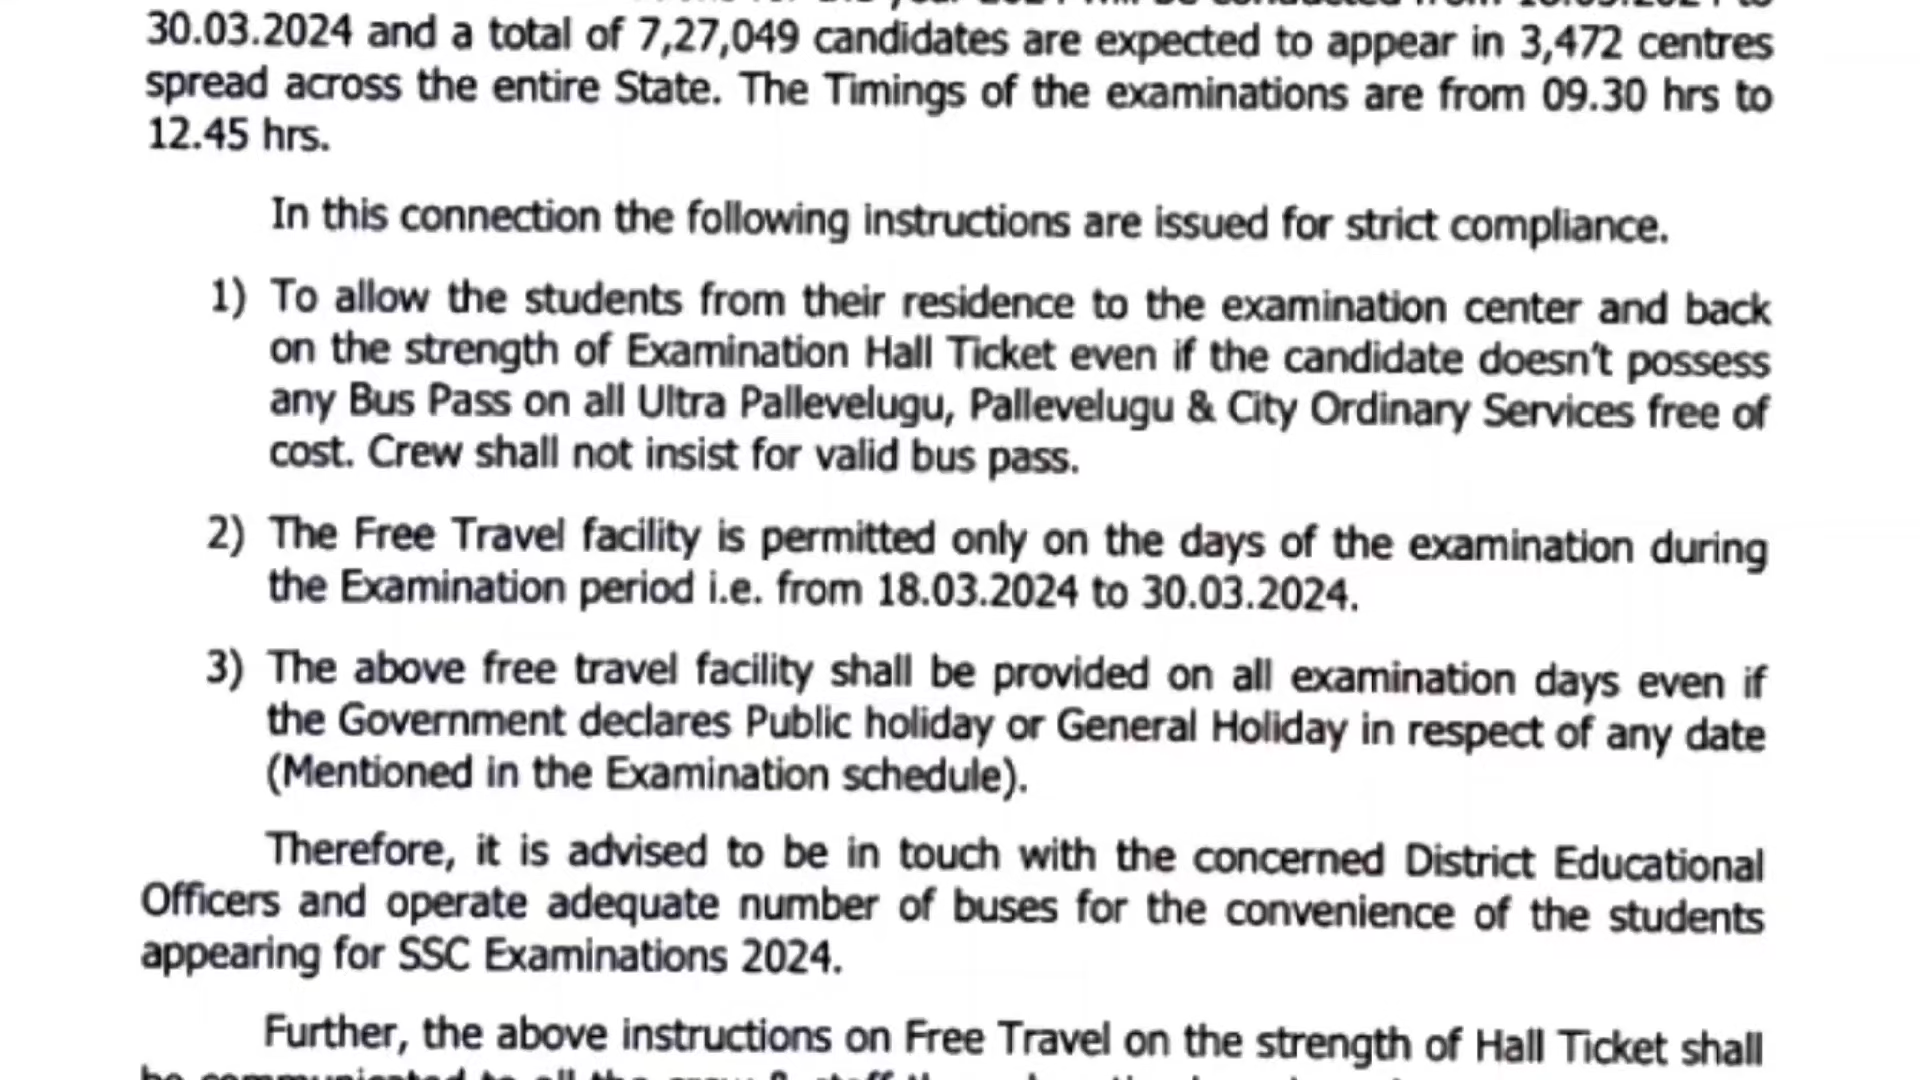 30.03.2024 and a total of 7,27,049 candidates are expected to appear in 3,472 centres
spread across the entire State. The Timings of the examinations are from 09.30 hrs to
12.45 hrs.
In this connection the following instructions are issued for strict compliance.
1) To allow the students from their residence to the examination center and back
on the strength of Examination Hall Ticket even if the candidate doesn't possess
any Bus Pass on all Ultra Pallevelugu, Pallevelugu & City Ordinary Services free of
cost. Crew shall not insist for valid bus pass.
2) The Free Travel facility is permitted only on the days of the examination during
the Examination period i.e. from 18.03.2024 to 30.03.2024.
3) The above free travel facility shall be provided on all examination days even if
the Government declares Public holiday or General Holiday in respect of any date
(Mentioned in the Examination schedule).
Therefore, it is advised to be in touch with the concerned District Educational
Officers and operate adequate number of buses for the convenience of the students
appearing for SSC Examinations 2024.
Further, the above instructions on Free Travel on the strength of Hall Ticket shall